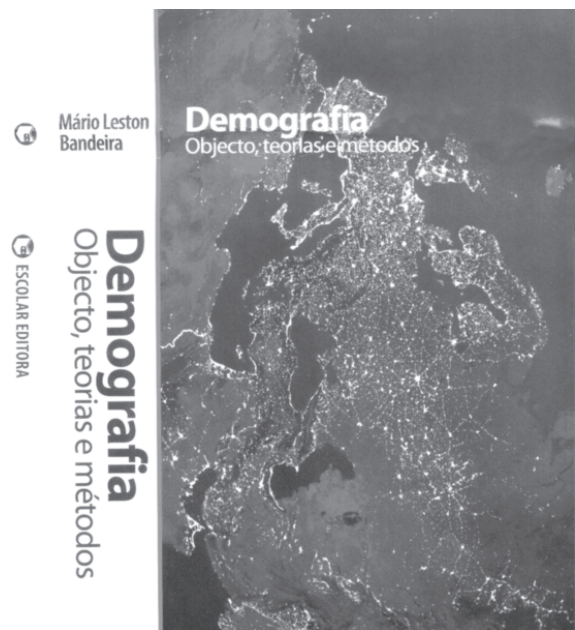 Mário Leston
Bandeira
Demografia
Objecto, teorias e métodos
ESCOLAR EDITORA
Demografia
Objecto, teorias e métodos